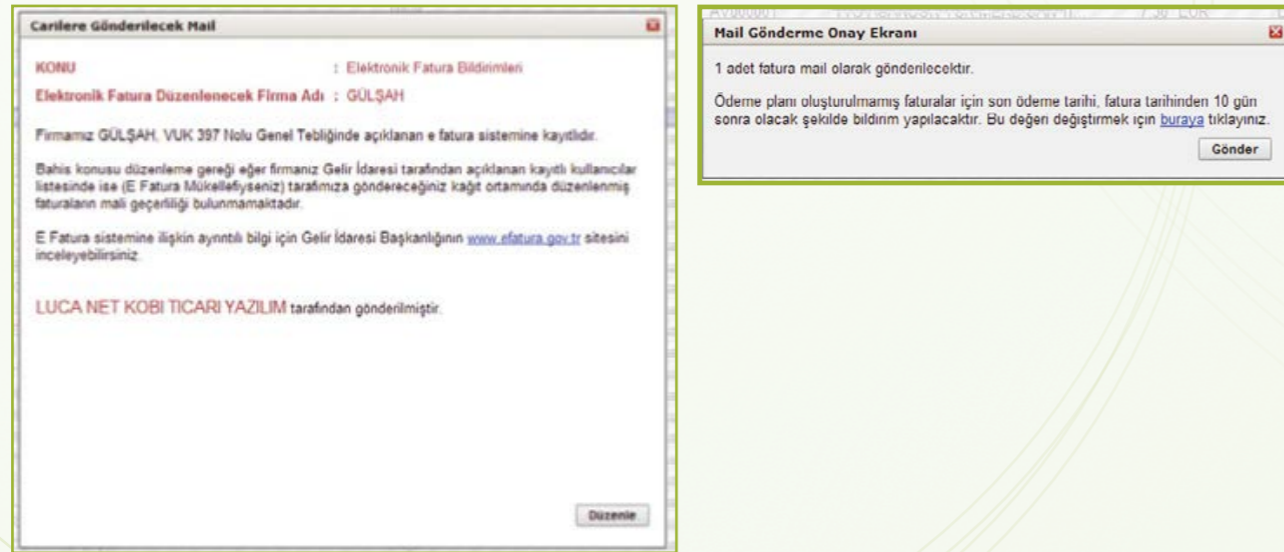 Carilere Gönderilecek Mail
KONU : Elektronik Fatura Bildirimleri
Elektronik Fatura Düzenlenecek Firma Adı : GÜLŞAH
Firmamız GÜLŞAH, VUK 397 Nolu Genel Tebliğinde açıklanan e fatura sistemine kayıtlıdır.
Bahis konusu düzenleme gereği eğer firmanız Gelir İdaresi tarafından açıklanan kayıtlı kullanıcılar
listesinde ise (E Fatura Mükellefiyseniz) tarafımıza göndereceğiniz kağıt ortamında düzenlenmiş
faturaların mali geçerliliği bulunmamaktadır.
E Fatura sistemine ilişkin ayrıntılı bilgi için Gelir İdaresi Başkanlığının www.efatura.gov.tr sitesini
inceleyebilirsiniz.
LUCA NET KOBI TICARI YAZILIM tarafından gönderilmiştir.
Düzenle
Mail Gönderme Onay Ekranı
1 adet fatura mail olarak gönderilecektir.
Ödeme planı oluşturulmamış faturalar için son ödeme tarihi, fatura tarihinden 10 gün
sonra olacak şekilde bildirim yapılacaktır. Bu değeri değiştirmek için buraya tıklayınız.
Gönder